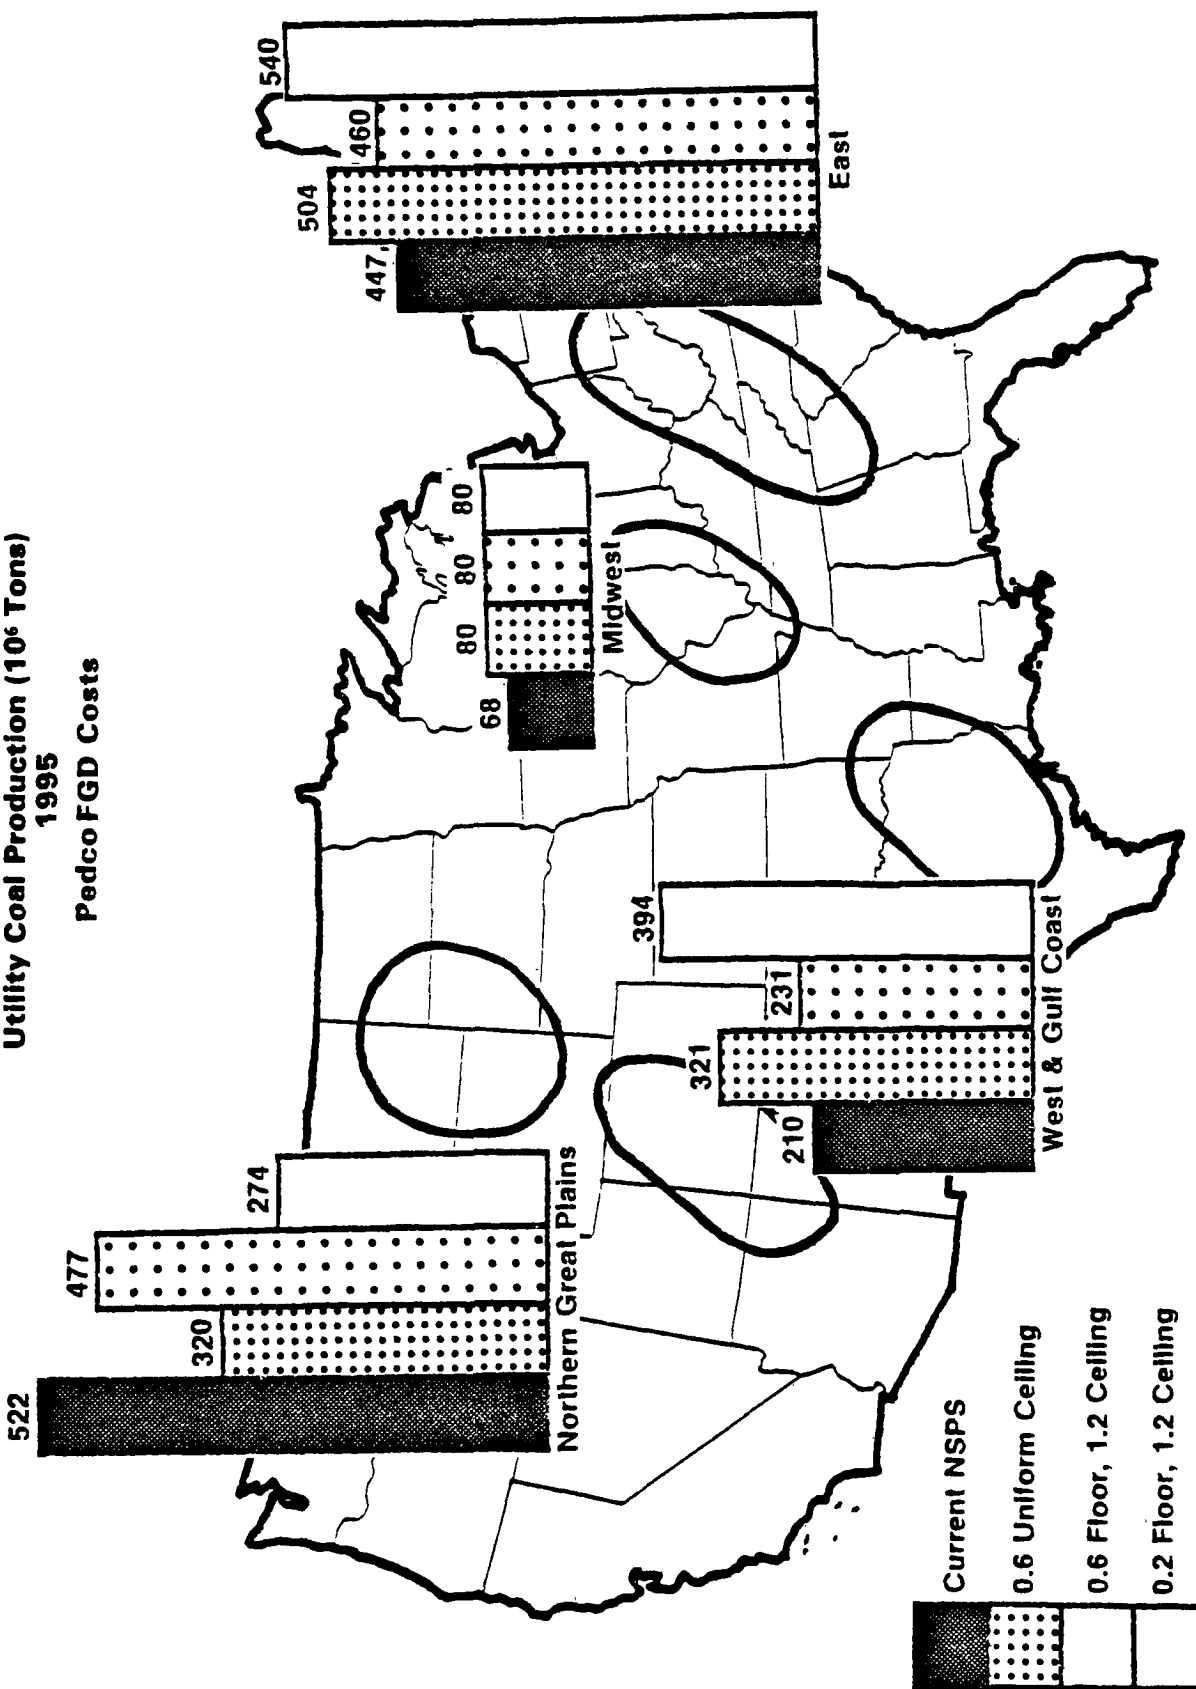 Utility Coal Production (10⁶ Tons)
1995
Pedco FGD Costs
522
320
477
274
Northern Great Plains
68
80
80
80
Midwest
447
504
460
540
East
210
321
231
394
West & Gulf Coast
Current NSPS
0.6 Uniform Ceiling
0.6 Floor, 1.2 Ceiling
0.2 Floor, 1.2 Ceiling